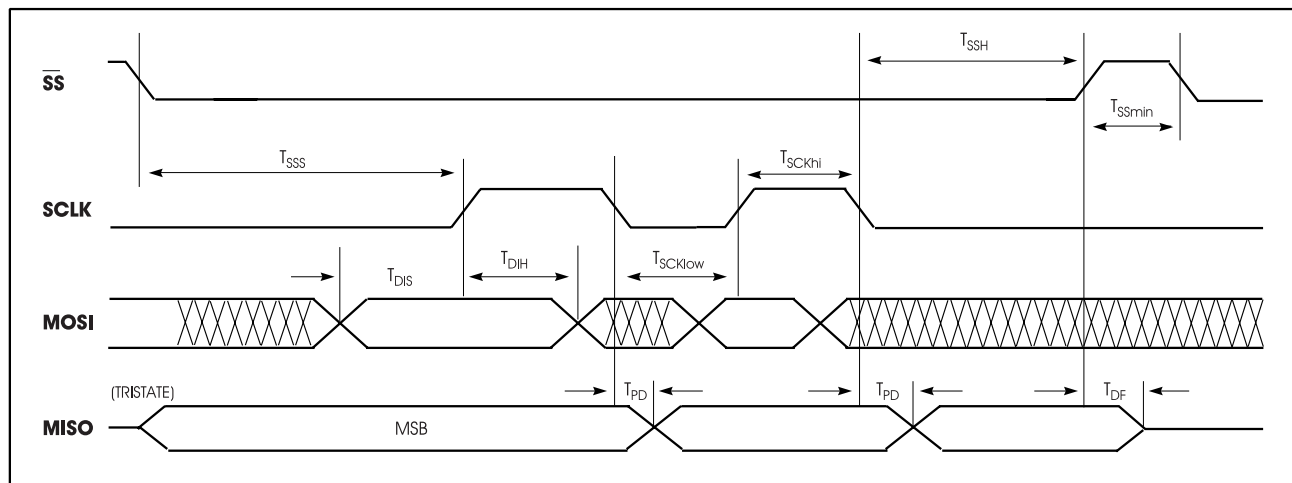 T_SSH
SS
T_SSmin
T_SSS
T_SCKhi
SCLK
T_DIS
T_DIH
T_SCKlow
MOSI
(TRISTATE)
T_PD
T_PD
T_DF
MISO
MSB